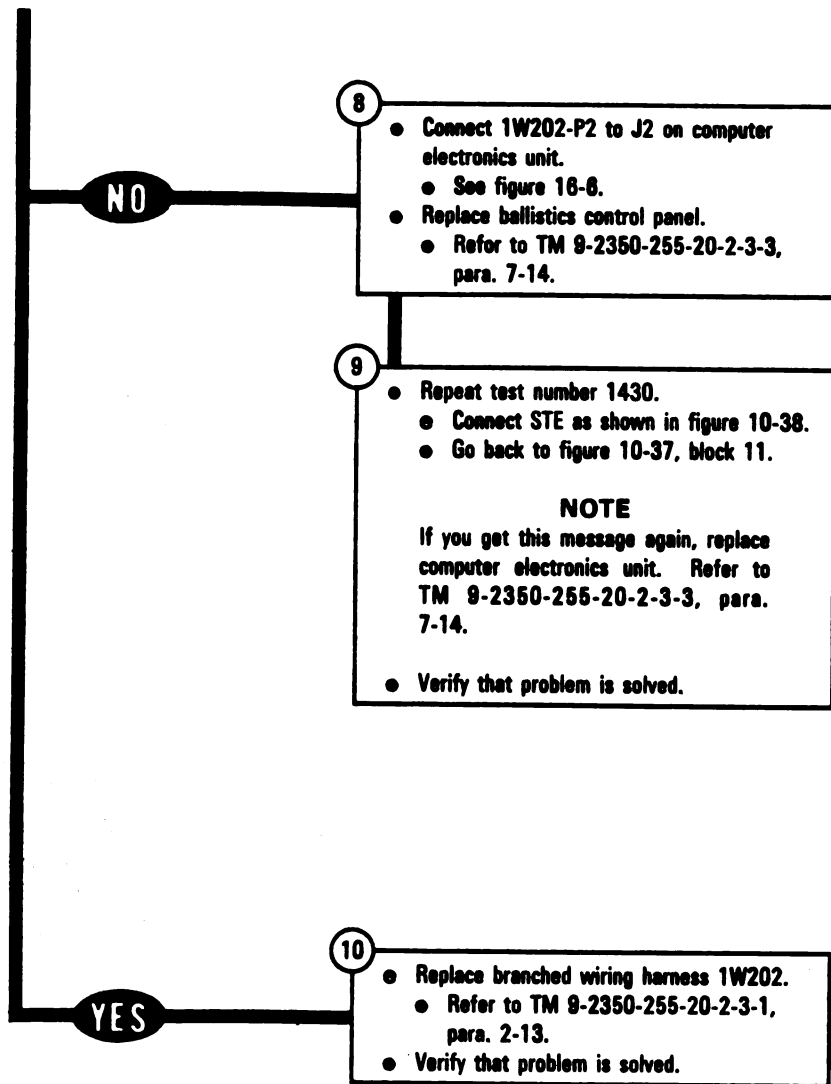 8
● Connect 1W202-P2 to J2 on computer
electronics unit.
● See figure 16-6.
NO
● Replace ballistics control panel.
● Refor to TM 9-2350-255-20-2-3-3,
para. 7-14.
9
● Repeat test number 1430.
● Connect STE as shown in figure 10-38.
● Go back to figure 10-37, block 11.
NOTE
If you get this message again, replace
computer electronics unit. Refer to
TM 9-2350-255-20-2-3-3, para.
7-14.
● Verify that problem is solved.
10
● Replace branched wiring harness 1W202.
● Refer to TM 9-2350-255-20-2-3-1,
para. 2-13.
YES
● Verify that problem is solved.